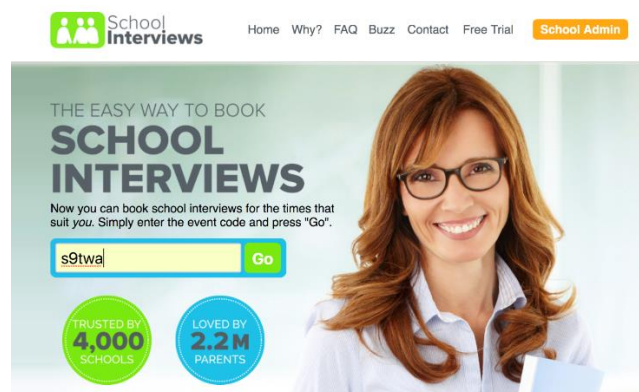 School
Interviews
Home Why? FAQ Buzz Contact Free Trial School Admin
THE EASY WAY TO BOOK
SCHOOL
INTERVIEWS
Now you can book school interviews for the times that
suit you. Simply enter the event code and press "Go".
s9twa Go
TRUSTED BY
4,000
SCHOOLS
LOVED BY
2.2M
PARENTS